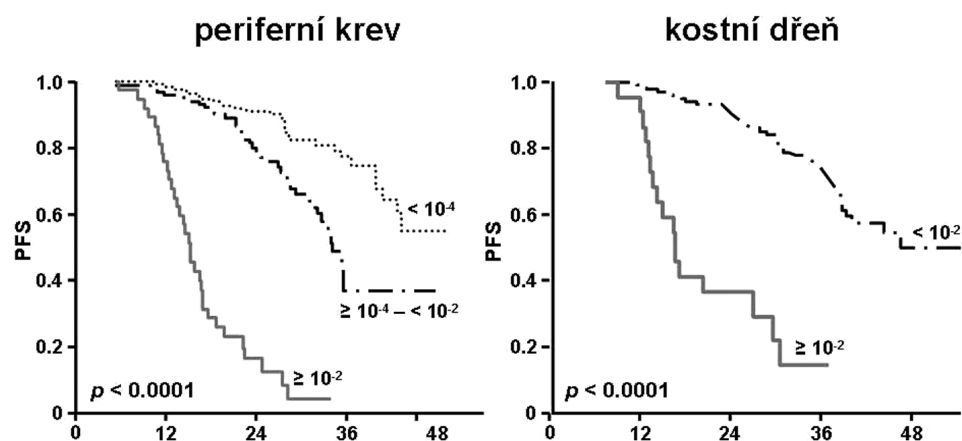 periferní krev
1.0
0.8
0.6
0.4
0.2
0
PFS
< 10-4
≥ 10-4 – < 10-2
≥ 10-2
p < 0.0001
0 12 24 36 48
kostní dřeň
1.0
0.8
0.6
0.4
0.2
0
PFS
< 10-2
≥ 10-2
p < 0.0001
0 12 24 36 48